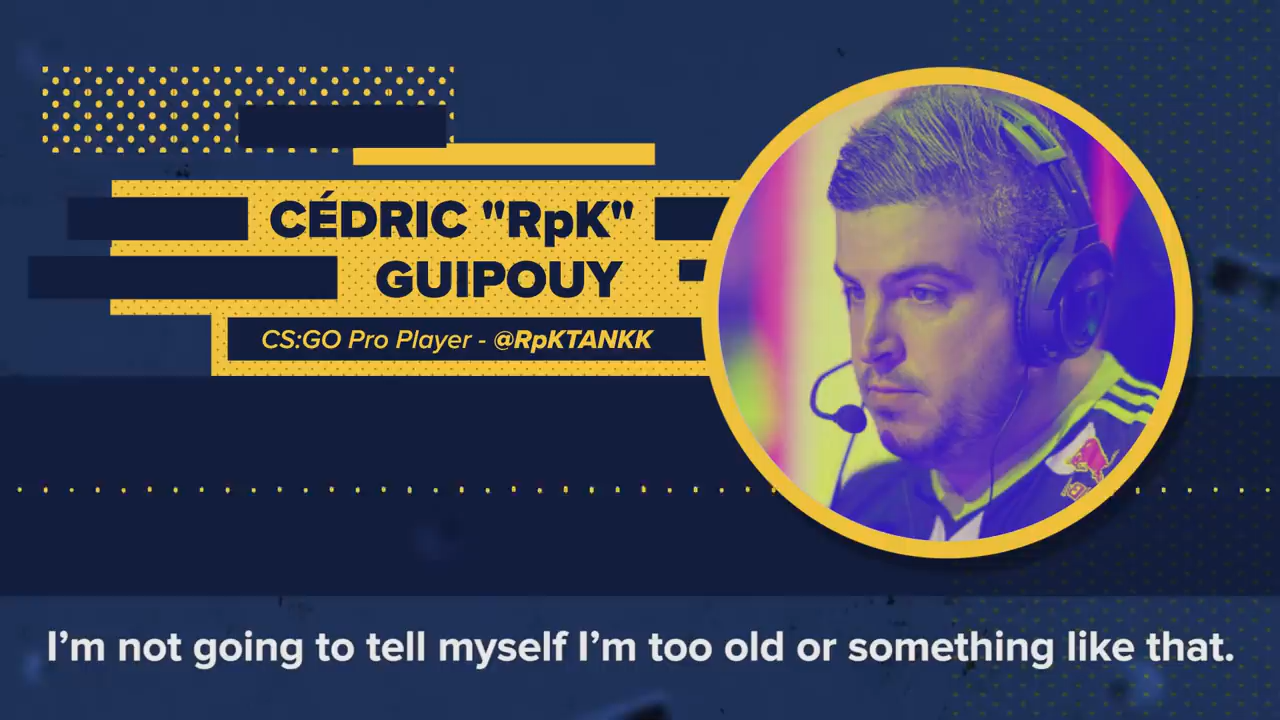 CÉDRIC "RpK"
GUIPOUY
CS:GO Pro Player - @RpKTANKK
I'm not going to tell myself I'm too old or something like that.